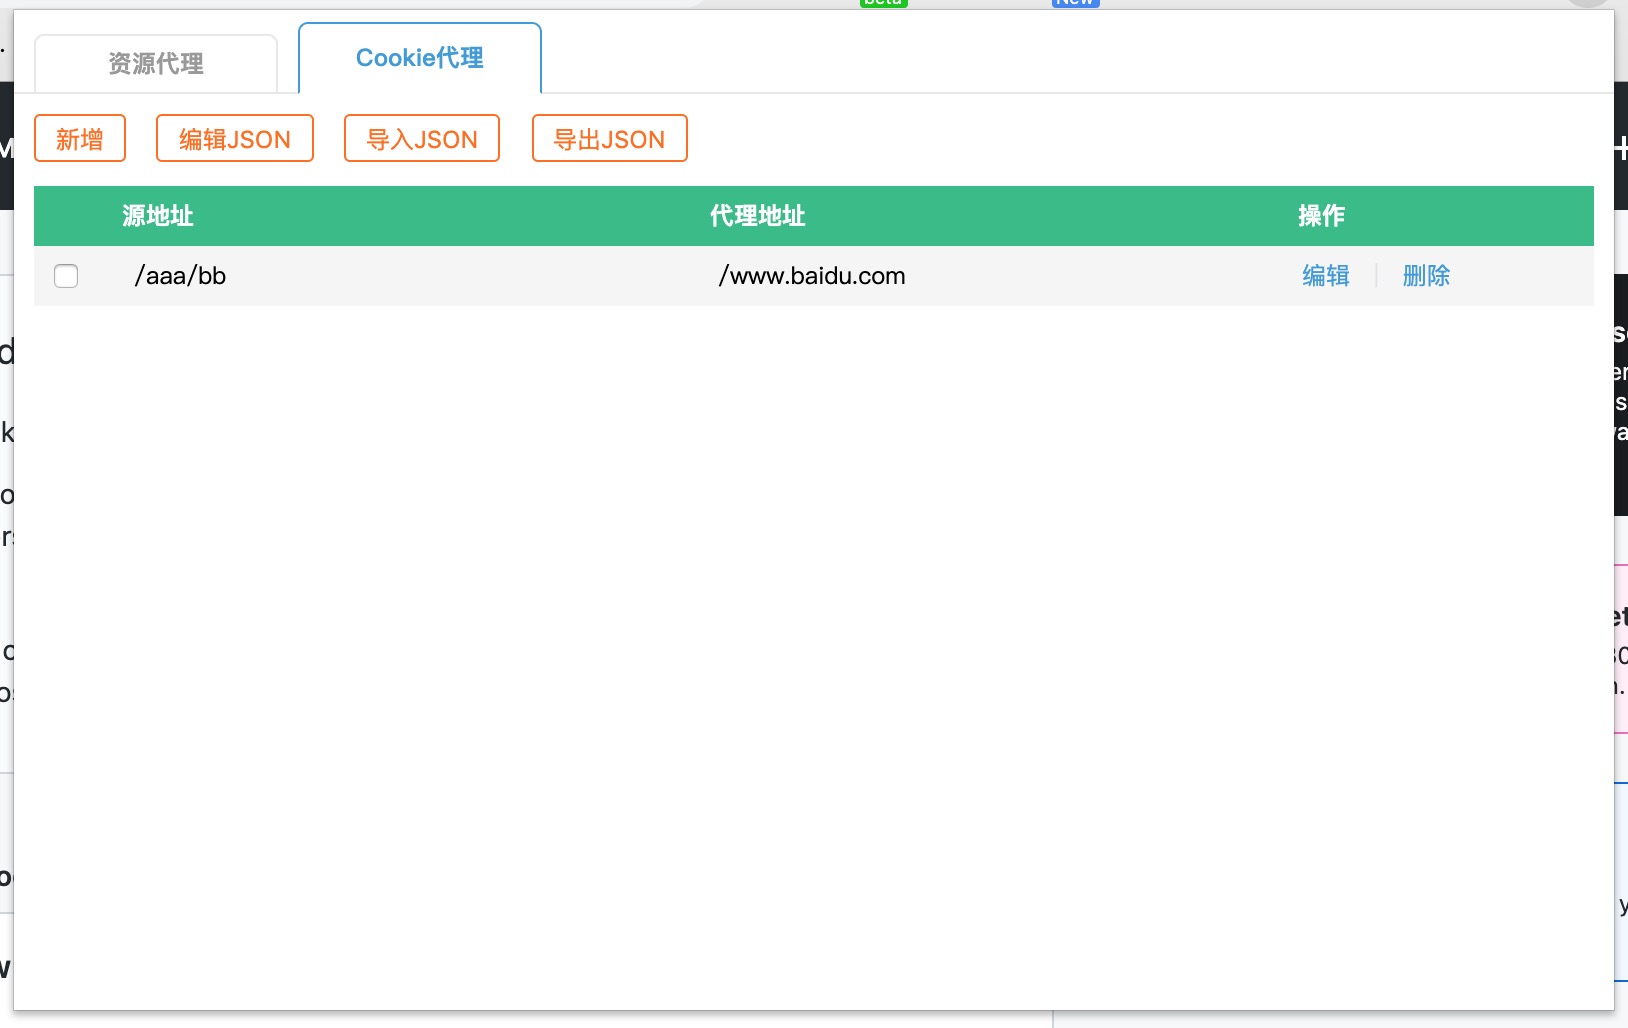 beta
New
资源代理
Cookie代理
新增
编辑JSON
导入JSON
导出JSON
源地址
代理地址
操作
/aaa/bb
/www.baidu.com
编辑
删除